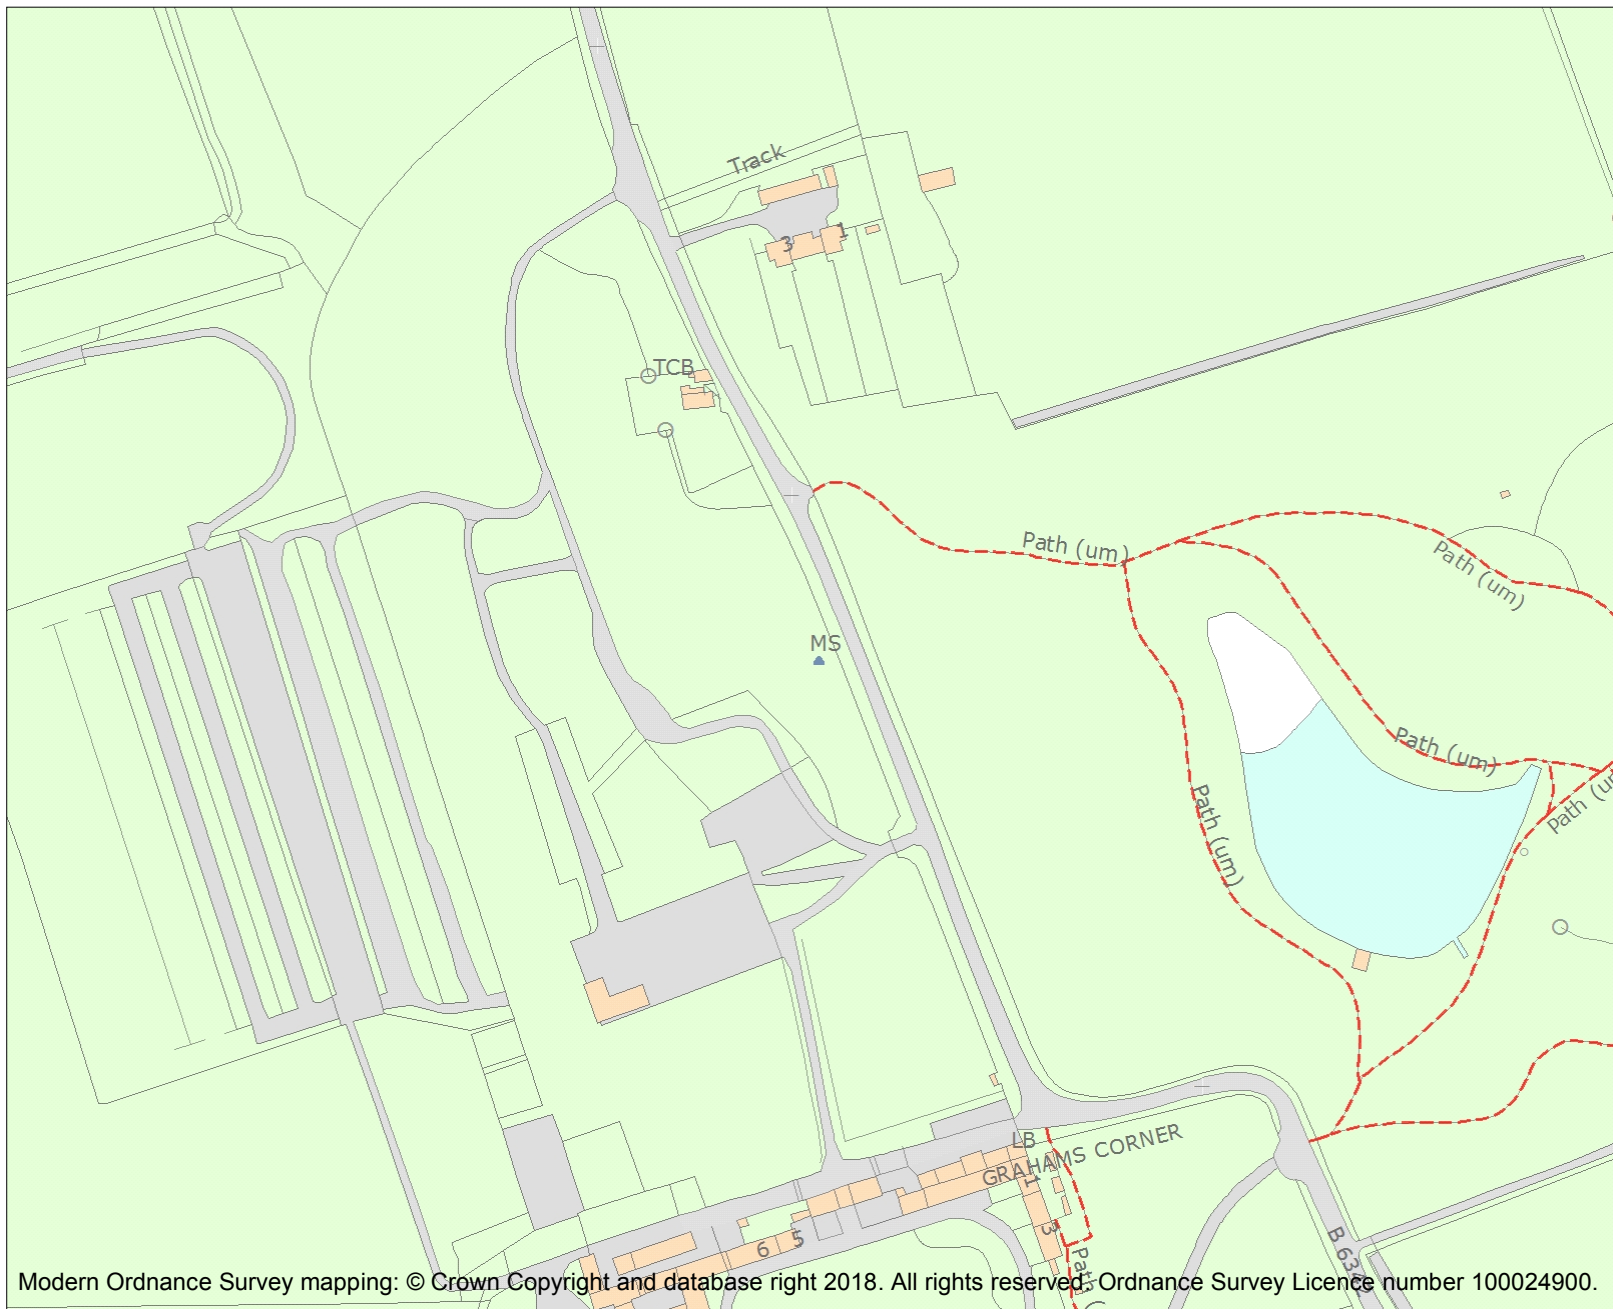 Track
3
1
TCB
Path (um)
Path (um)
MS
Path (um)
Path (um)
LB
GRAHAMS CORNER
1
3
5
6
Modern Ordnance Survey mapping: © Crown Copyright and database right 2018. All rights reserved. Ordnance Survey Licence number 100024900.